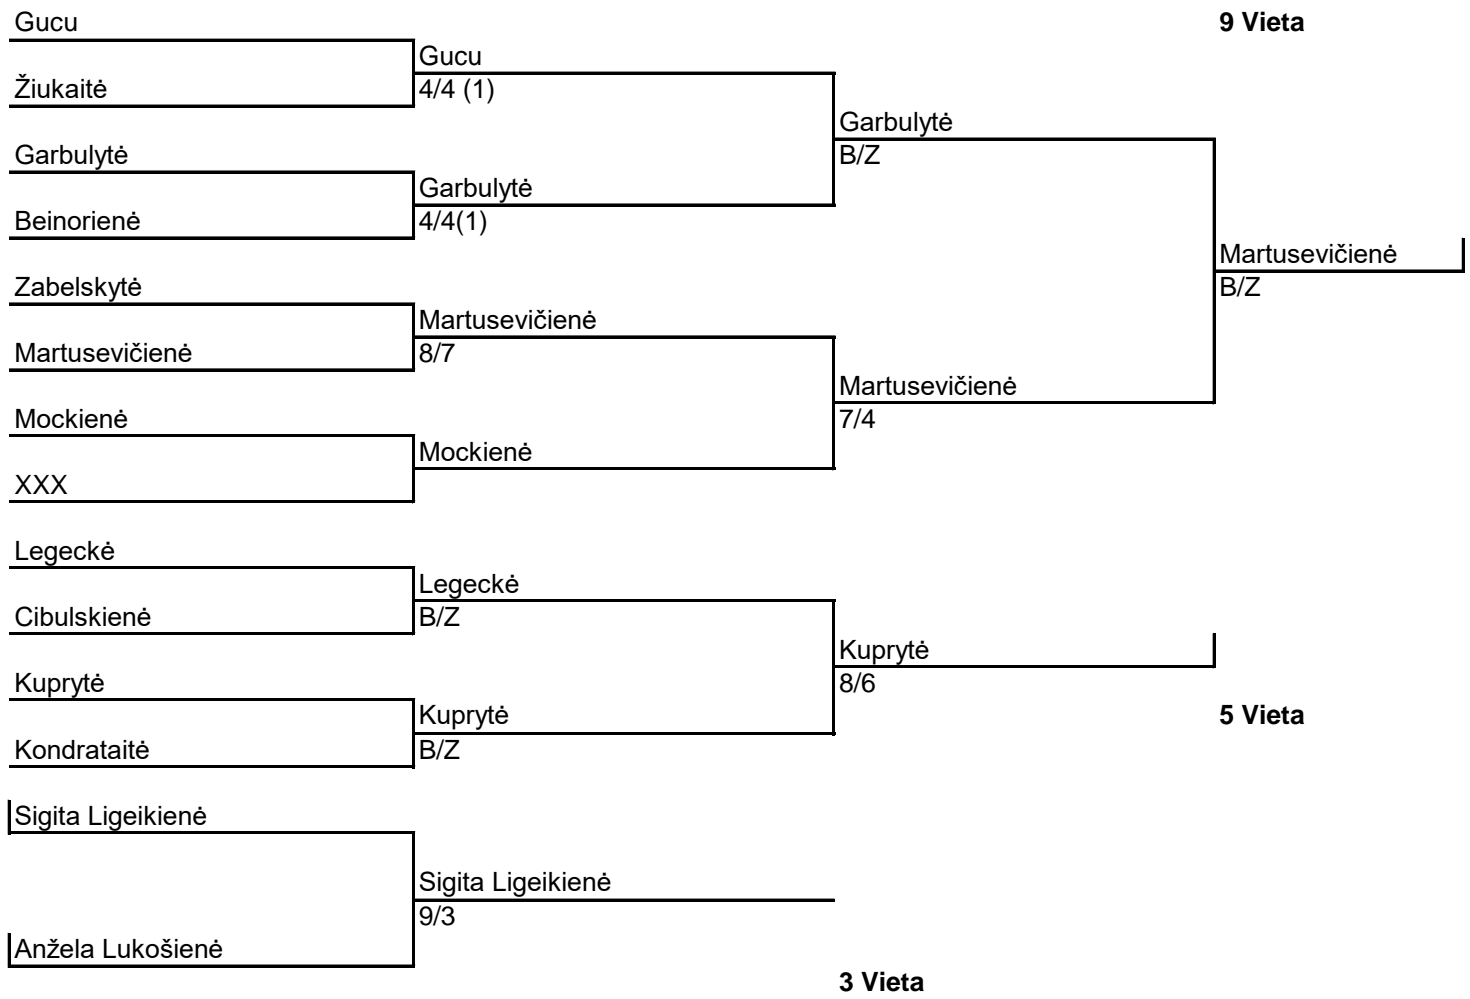 Gucu
9 Vieta
Gucu
Žiukaitė
4/4 (1)
Garbulytė
Garbulytė
B/Z
Garbulytė
Beinorienė
4/4(1)
Martusevičienė
Zabelskytė
B/Z
Martusevičienė
Martusevičienė
8/7
Martusevičienė
Mockienė
7/4
Mockienė
XXX
Legeckė
Legeckė
Cibulskienė
B/Z
Kuprytė
Kuprytė
8/6
Kuprytė
5 Vieta
Kondrataitė
B/Z
Sigita Ligeikienė
Sigita Ligeikienė
9/3
Anžela Lukošienė
3 Vieta